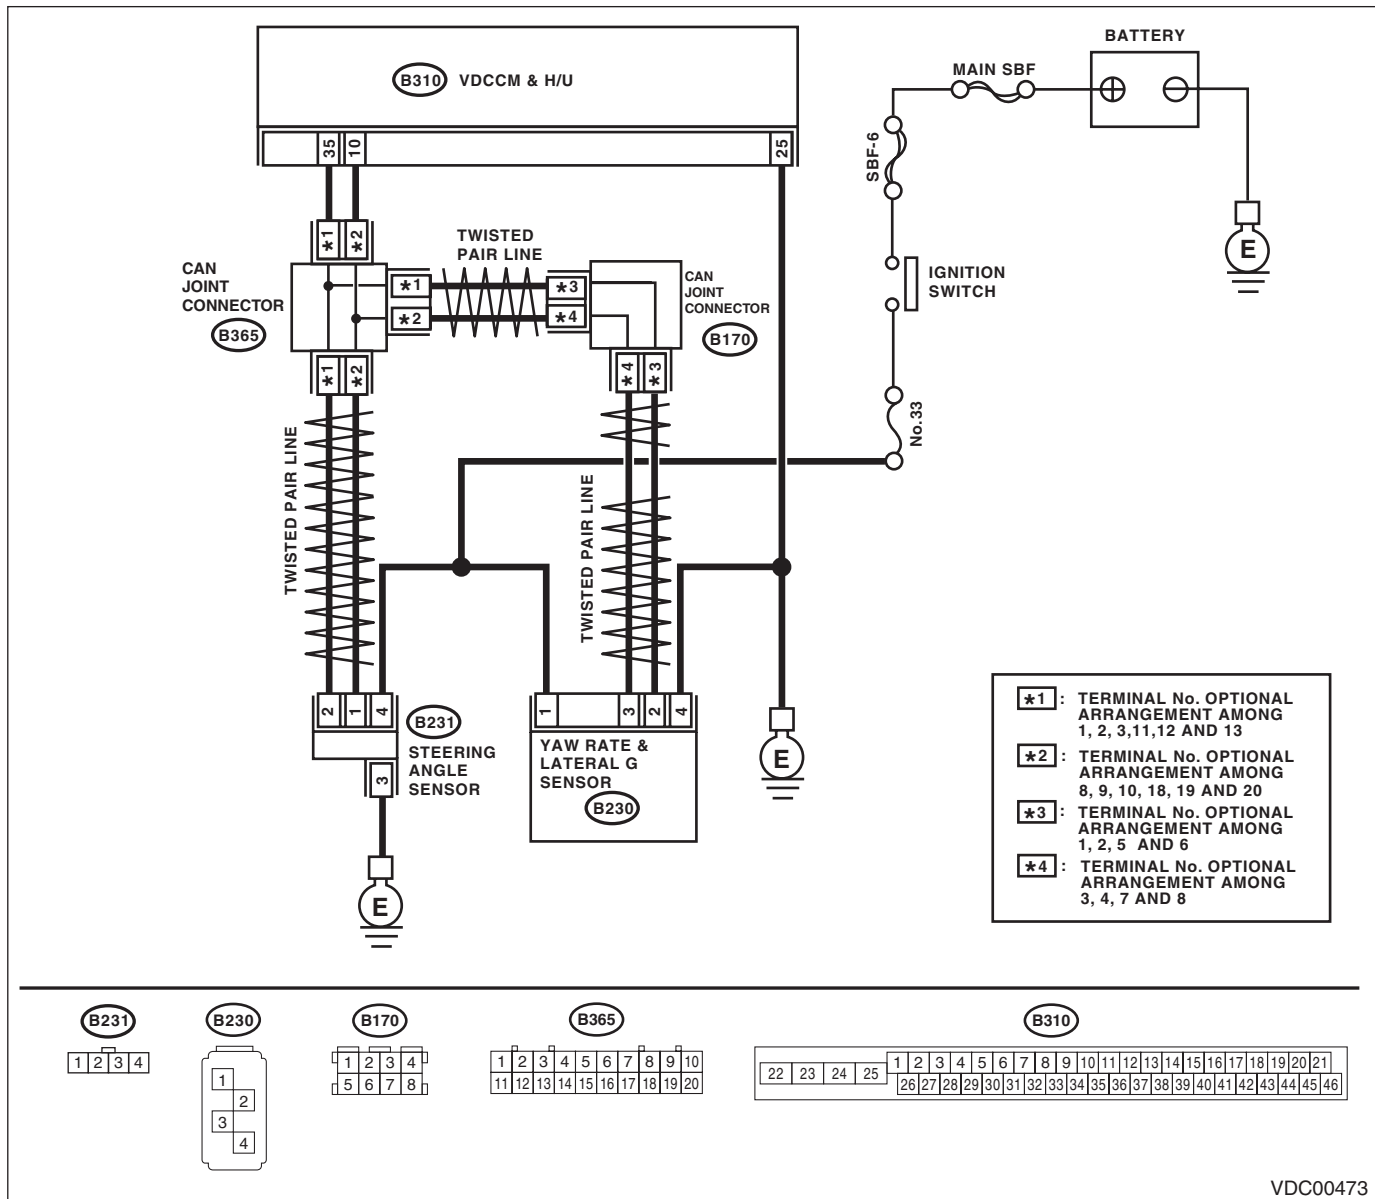 BATTERY
MAIN SBF
B310 VDCCM & H/U
35 10 25
SBF-6
E
*1 *2
TWISTED
PAIR LINE
CAN
JOINT
CONNECTOR
B365
*1 *3
*2 *4
CAN
JOINT
CONNECTOR
B170
IGNITION
SWITCH
*1 *2
*4 *3
No.33
TWISTED PAIR LINE
TWISTED PAIR LINE
2 1 4
B231
STEERING
ANGLE
SENSOR
3
E
1 3 2 4
YAW RATE &
LATERAL G
SENSOR
B230
E
*1 : TERMINAL No. OPTIONAL
ARRANGEMENT AMONG
1, 2, 3,11,12 AND 13
*2 : TERMINAL No. OPTIONAL
ARRANGEMENT AMONG
8, 9, 10, 18, 19 AND 20
*3 : TERMINAL No. OPTIONAL
ARRANGEMENT AMONG
1, 2, 5 AND 6
*4 : TERMINAL No. OPTIONAL
ARRANGEMENT AMONG
3, 4, 7 AND 8
B231
1 2 3 4
B230
1
2
3
4
B170
1 2 3 4
5 6 7 8
B365
1 2 3 4 5 6 7 8 9 10
11 12 13 14 15 16 17 18 19 20
B310
22 23 24 25
1 2 3 4 5 6 7 8 9 10 11 12 13 14 15 16 17 18 19 20 21
26 27 28 29 30 31 32 33 34 35 36 37 38 39 40 41 42 43 44 45 46
VDC00473